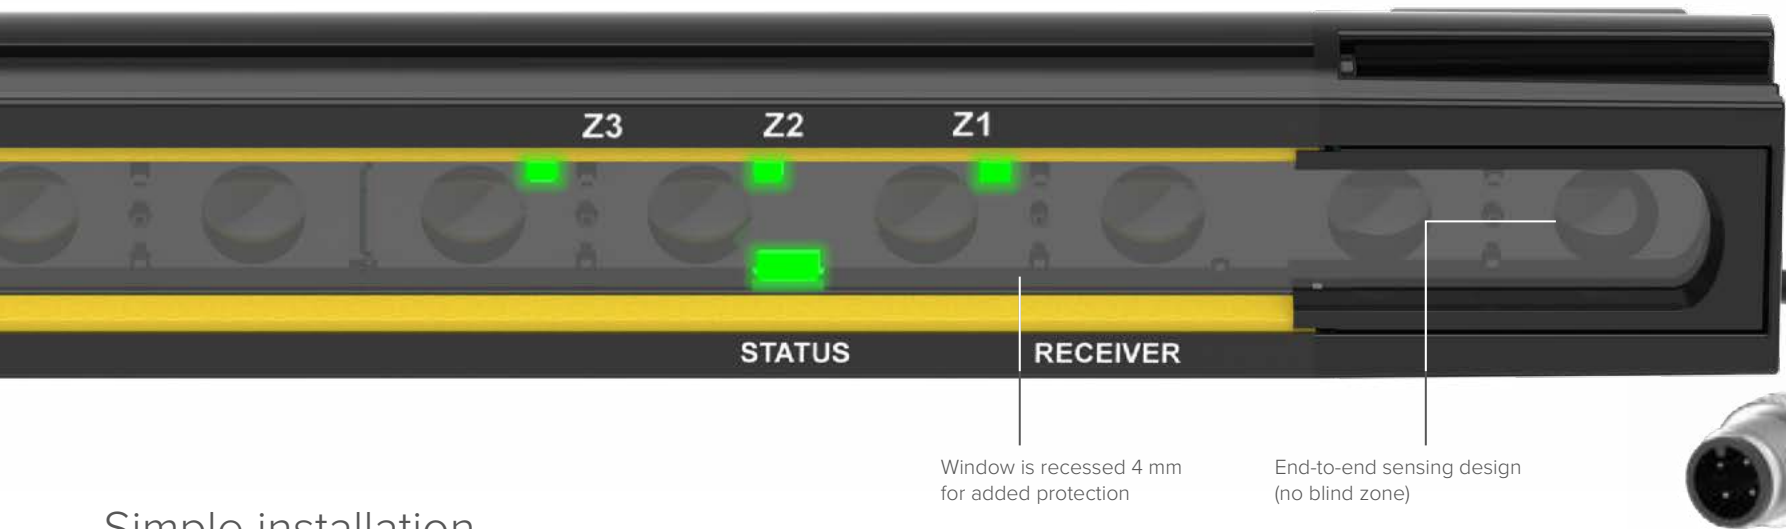 Z3 Z2 Z1
STATUS RECEIVER
Window is recessed 4 mm
for added protection
End-to-end sensing design
(no blind zone)
Simple installation